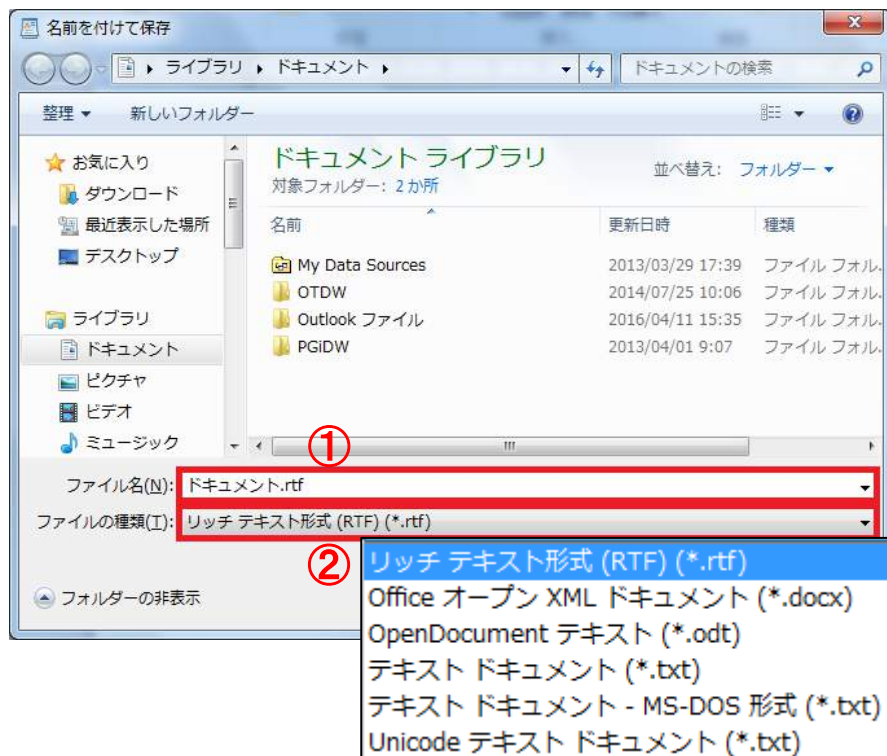 名前を付けて保存
ライブラリ ドキュメント ドキュメントの検索
整理 新しいフォルダー
お気に入り
ダウンロード
最近表示した場所
デスクトップ
ライブラリ
ドキュメント
ピクチャ
ビデオ
ミュージック
ドキュメント ライブラリ
対象フォルダー: 2 か所
並べ替え: フォルダー
名前 更新日時 種類
My Data Sources 2013/03/29 17:39 ファイル フォル
OTDW 2014/07/25 10:06 ファイル フォル
Outlook ファイル 2016/04/11 15:35 ファイル フォル
PGiDW 2013/04/01 9:07 ファイル フォル
①
ファイル名(N): ドキュメント.rtf
ファイルの種類(T): リッチ テキスト形式 (RTF) (*.rtf)
②
リッチ テキスト形式 (RTF) (*.rtf)
Office オープン XML ドキュメント (*.docx)
OpenDocument テキスト (*.odt)
テキスト ドキュメント (*.txt)
テキスト ドキュメント - MS-DOS 形式 (*.txt)
Unicode テキスト ドキュメント (*.txt)
フォルダーの非表示